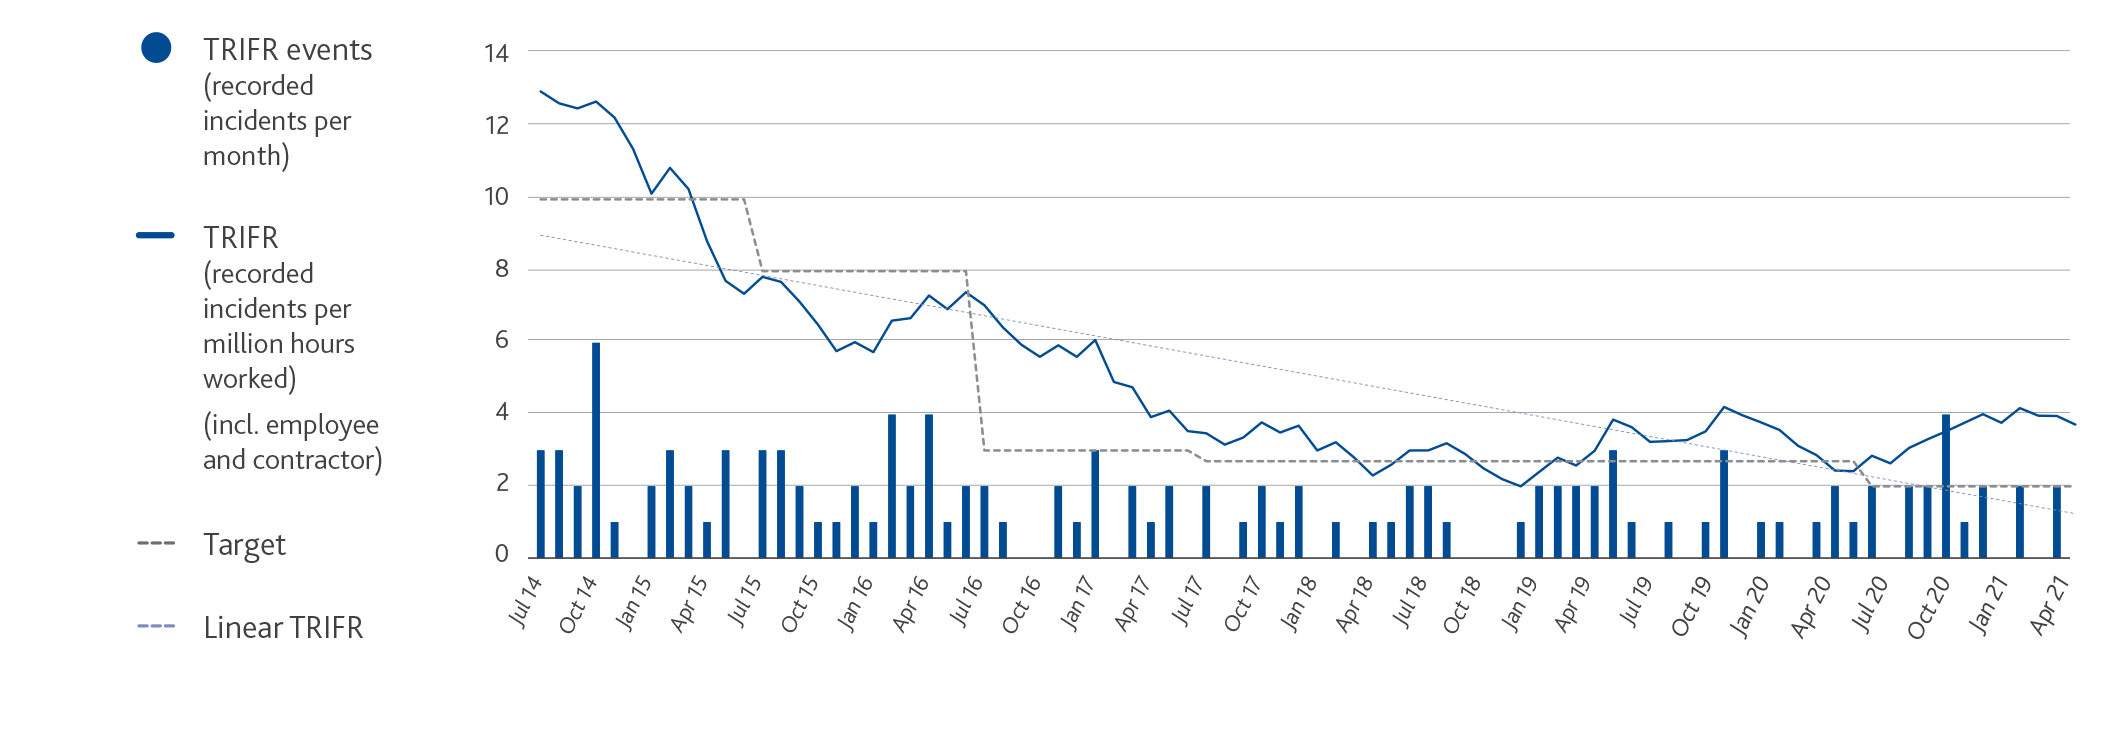 TRIFR events
(recorded
incidents per
month)
TRIFR
(recorded
incidents per
million hours
worked)
(incl. employee
and contractor)
Target
Linear TRIFR
14
12
10
8
6
4
2
0
Jul 14
Oct 14
Jan 15
Apr 15
Jul 15
Oct 15
Jan 16
Apr 16
Jul 16
Oct 16
Jan 17
Apr 17
Jul 17
Oct 17
Jan 18
Apr 18
Jul 18
Oct 18
Jan 19
Apr 19
Jul 19
Oct 19
Jan 20
Apr 20
Jul 20
Oct 20
Jan 21
Apr 21